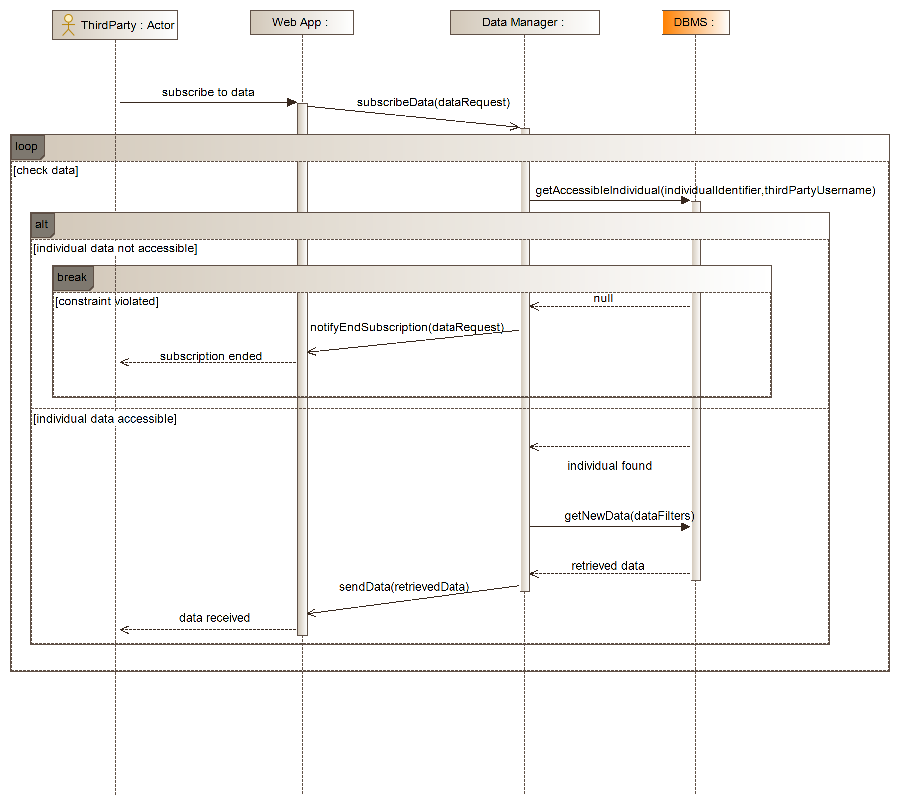 ThirdParty : Actor
Web App :
Data Manager :
DBMS :
subscribe to data
subscribeData(dataRequest)
loop
[check data]
getAccessibleIndividual(individualIdentifier,thirdPartyUsername)
alt
[individual data not accessible]
break
[constraint violated]
null
notifyEndSubscription(dataRequest)
subscription ended
[individual data accessible]
individual found
getNewData(dataFilters)
retrieved data
sendData(retrievedData)
data received